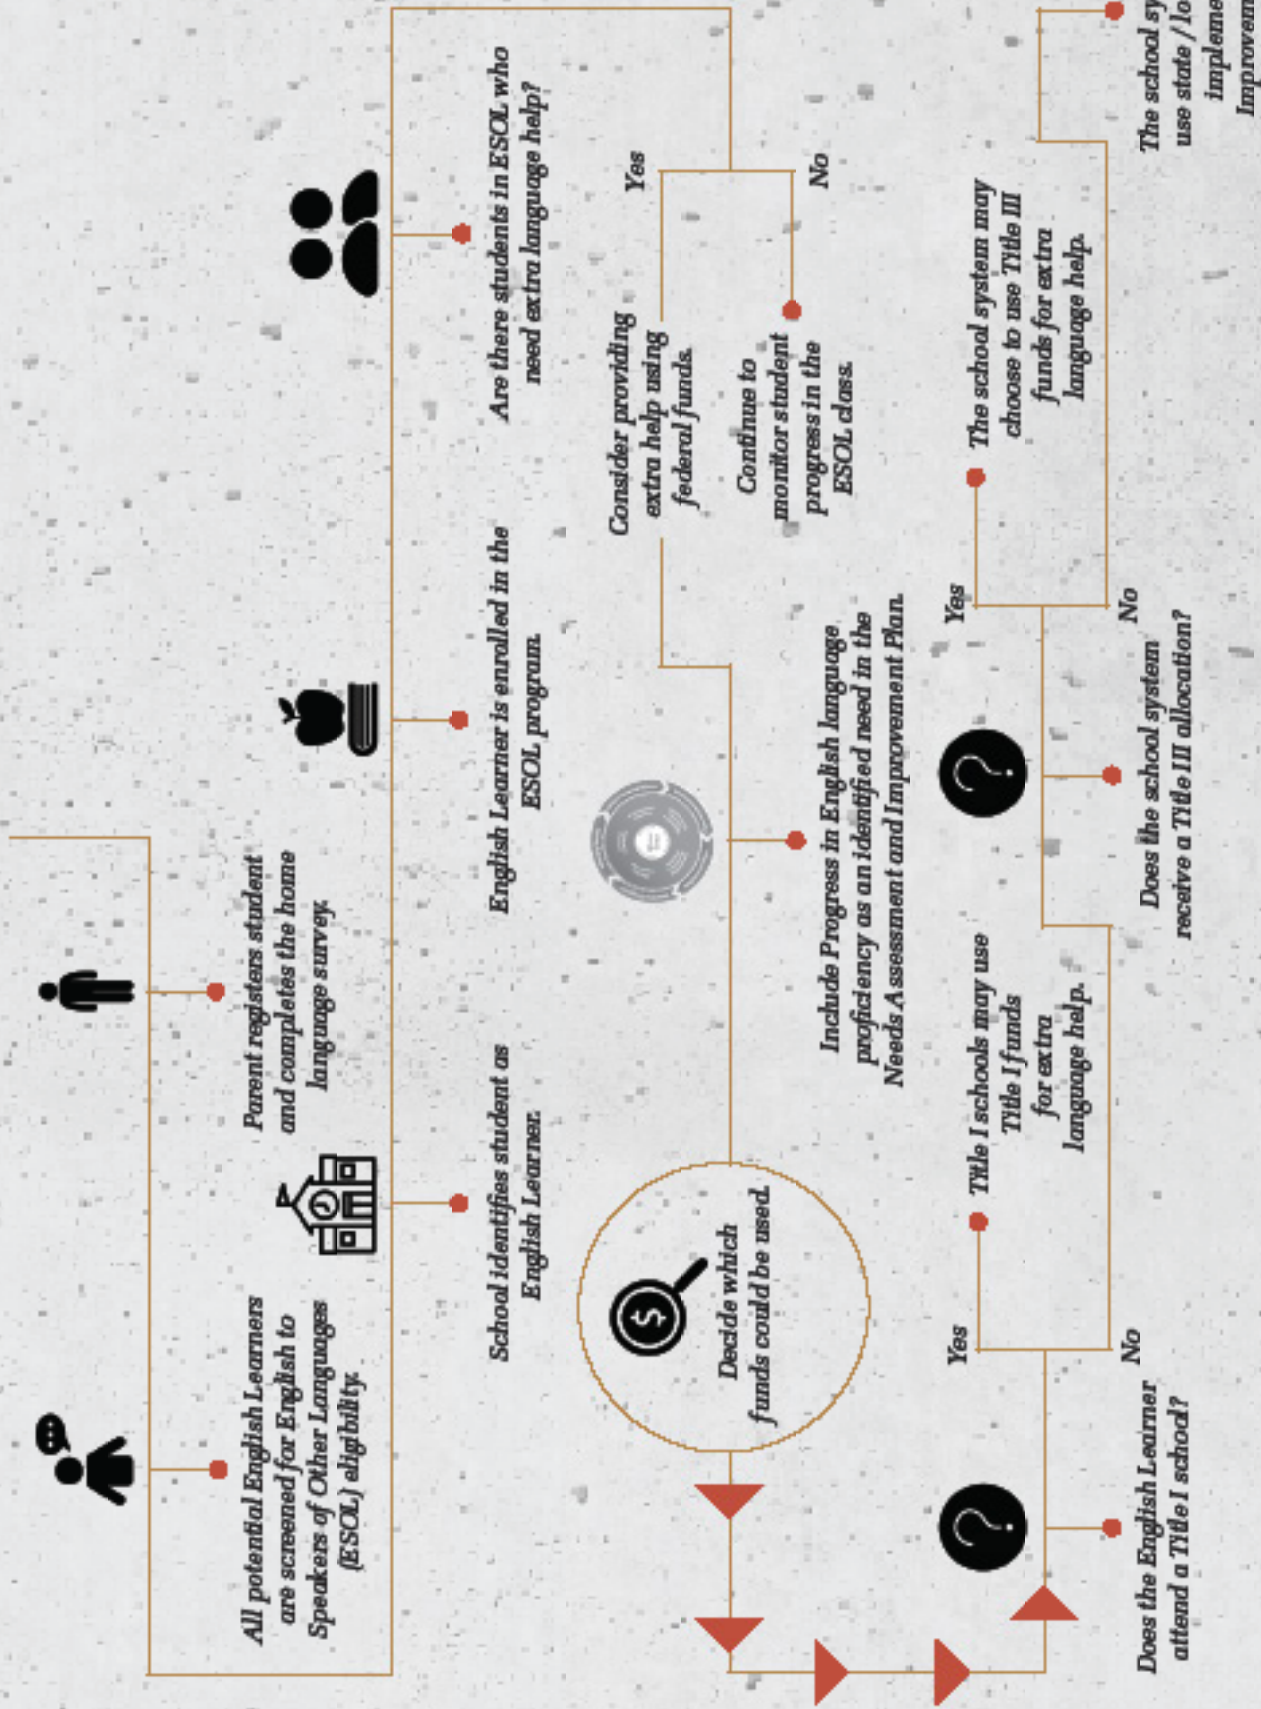 Parent registers student
and completes the home
language survey.
All potential English Learners
are screened for English to
Speakers of Other Languages
(ESOL) eligibility.
School identifies student as
English Learner.
English Learner is enrolled in the
ESOL program.
Are there students in ESOL who
need extra language help?
Yes
Consider providing
extra help using
federal funds.
No
Continue to
monitor student
progress in the
ESOL class.
Include Progress in English language
proficiency as an identified need in the
Needs Assessment and Improvement Plan.
Decide which
funds could be used.
Does the English Learner
attend a Title I school?
Yes
Title I schools may use
Title I funds
for extra
language help.
No
Does the school system
receive a Title III allocation?
Yes
The school system may
choose to use Title III
funds for extra
language help.
No
The school
use state /